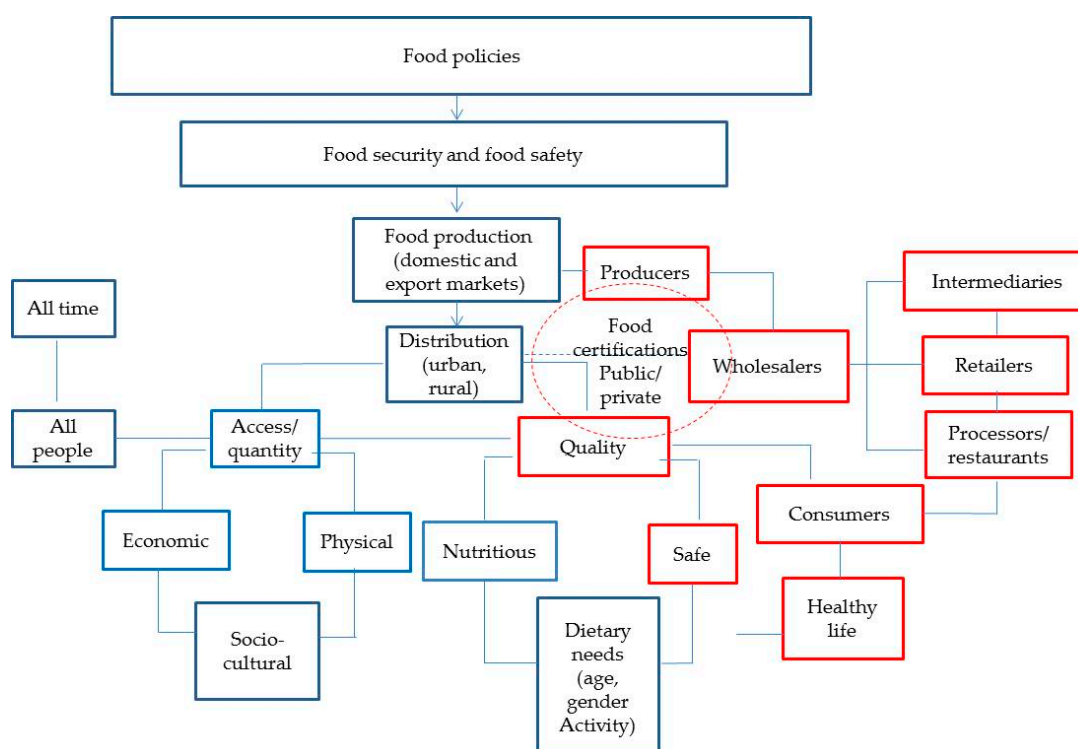 Food policies
Food security and food safety
Food production
(domestic and
export markets)
Producers
Intermediaries
All time
Distribution
(urban,
rural)
Food
certifications
Public/
private
Wholesalers
Retailers
All
people
Access/
quantity
Quality
Processors/
restaurants
Economic
Physical
Nutritious
Safe
Consumers
Socio-
cultural
Dietary
needs
(age,
gender
Activity)
Healthy
life